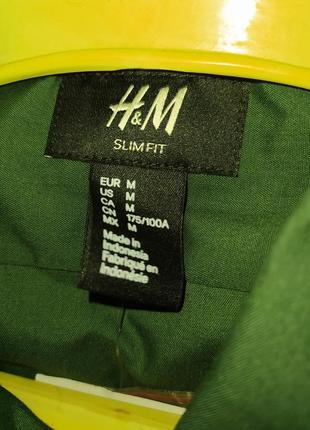 H&M
SLIM FIT
EUR M
US M
CA M
CN 175/100A
MX M
Made in
Indonesia
Fabriqué en
Indonésie